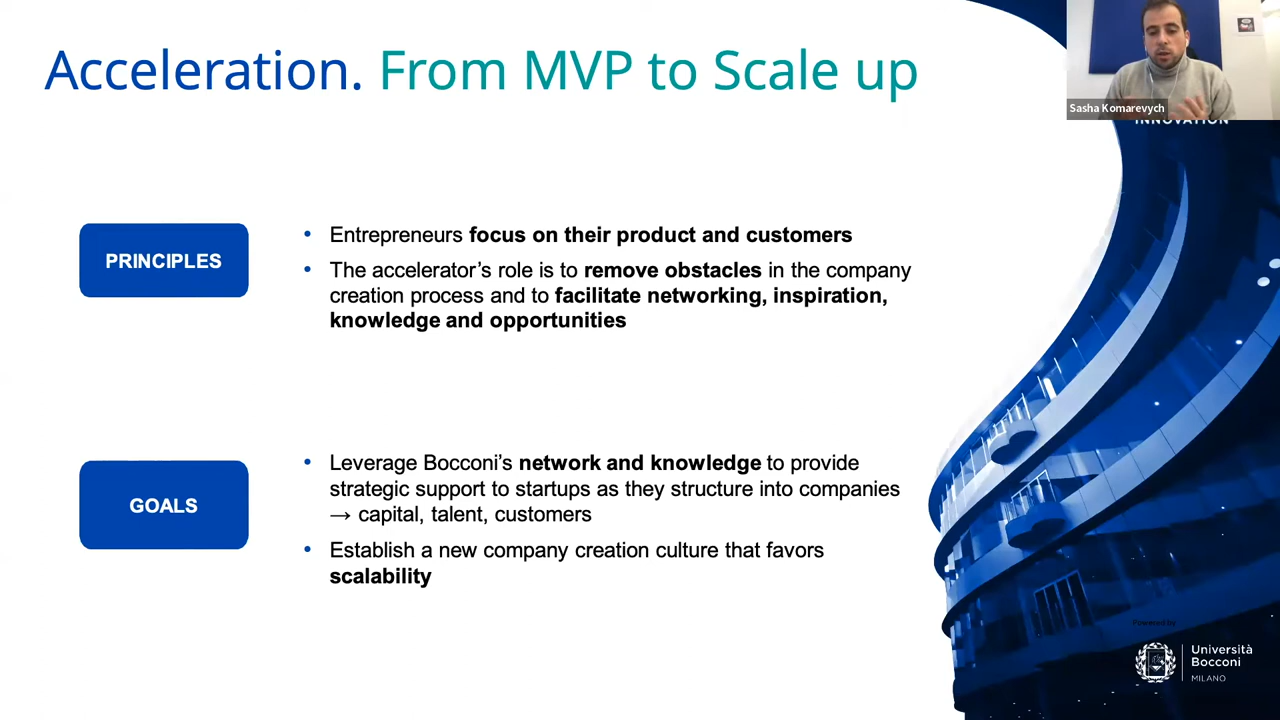 Acceleration. From MVP to Scale up
Sasha Komarevych
INNOVATION
PRINCIPLES
• Entrepreneurs focus on their product and customers
• The accelerator’s role is to remove obstacles in the company
creation process and to facilitate networking, inspiration,
knowledge and opportunities
GOALS
• Leverage Bocconi’s network and knowledge to provide
strategic support to startups as they structure into companies
→ capital, talent, customers
• Establish a new company creation culture that favors
scalability
Powered by
Università
Bocconi
MILANO